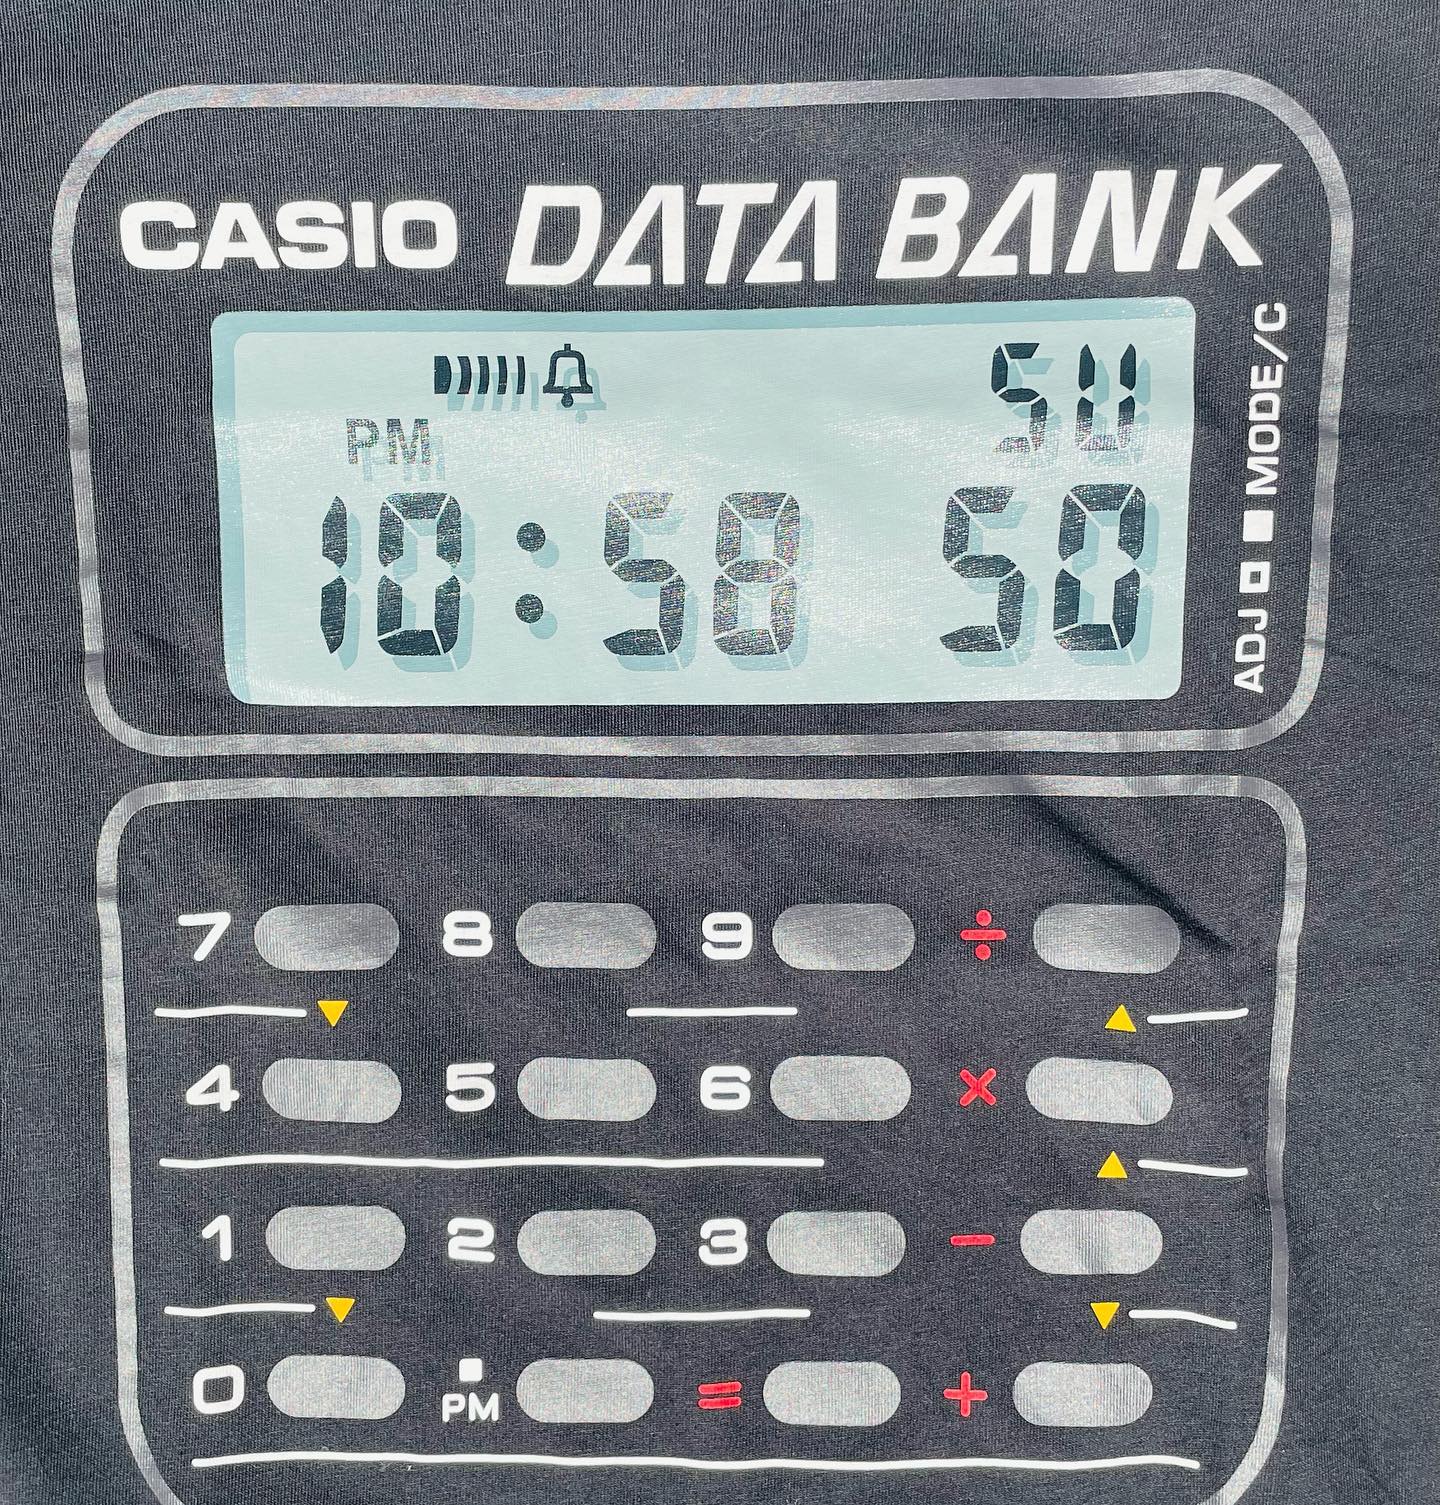 CASIO DATA BANK
SU
PM
10:58 50
ADJ MODE/C
7 8 9 ÷
4 5 6 ×
1 2 3 −
0 . = +
PM